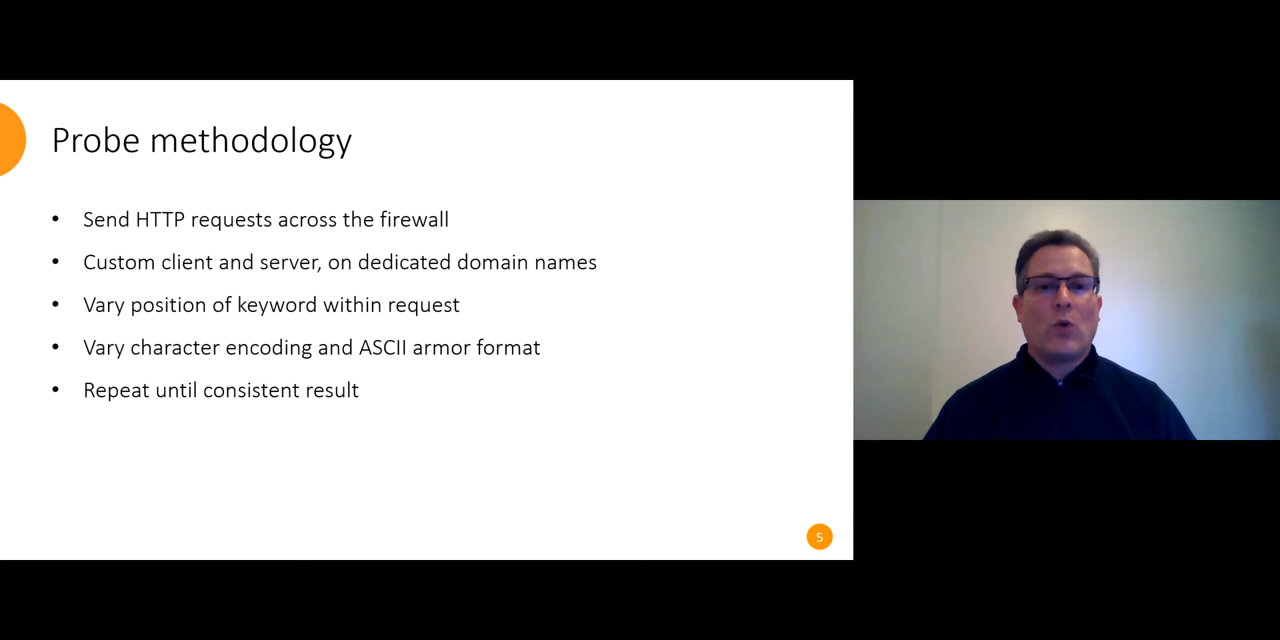 Probe methodology
• Send HTTP requests across the firewall
• Custom client and server, on dedicated domain names
• Vary position of keyword within request
• Vary character encoding and ASCII armor format
• Repeat until consistent result
5